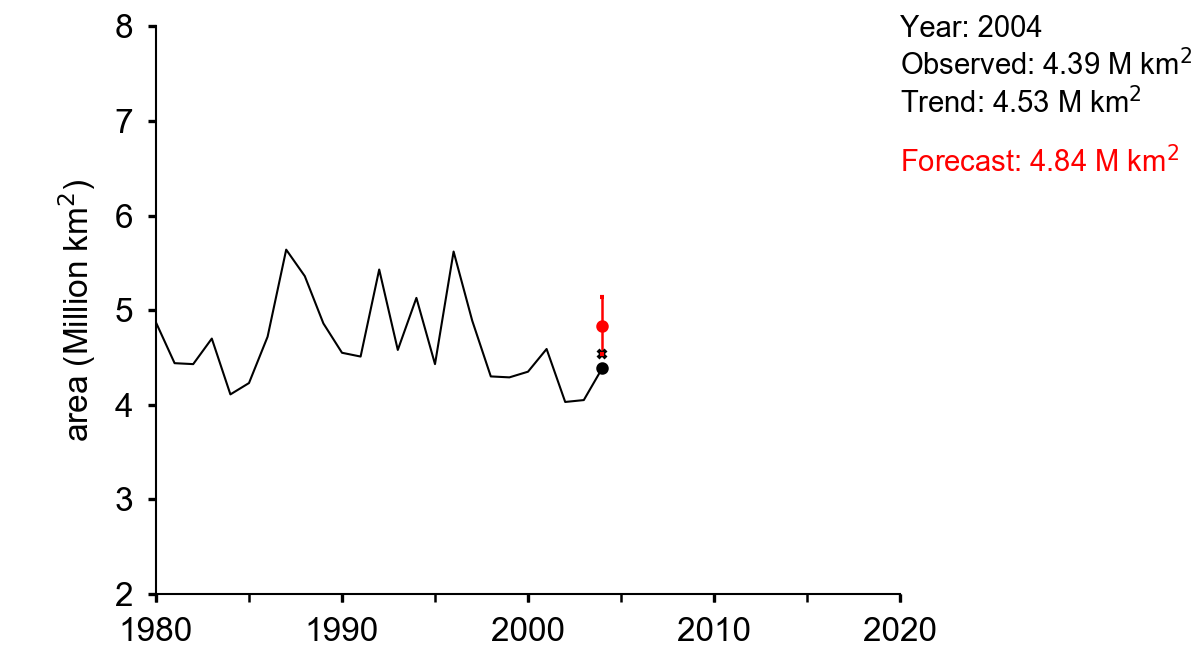 Year: 2004
Observed: 4.39 M km²
Trend: 4.53 M km²
Forecast: 4.84 M km²
area (Million km²)
8
7
6
5
4
3
2
1980 1990 2000 2010 2020